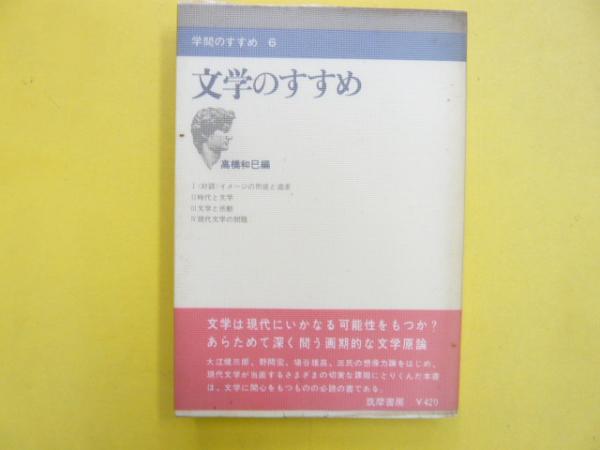 学問のすすめ 6
文学のすすめ
高橋和巳編
Ⅰ〈対話〉イメージの形成と追求
Ⅱ時代と文学
Ⅲ文学と行動
Ⅳ現代文学の問題
文学は現代にいかなる可能性をもつか?
あらためて深く問う画期的な文学原論
大江健三郎、野間宏、埴谷雄高、三氏の想像力論をはじめ、
現代文学が当面するさまざまの切実な課題にとりくんだ本書
は、文学に関心をもつものの必読の書である。
筑摩書房 ¥420